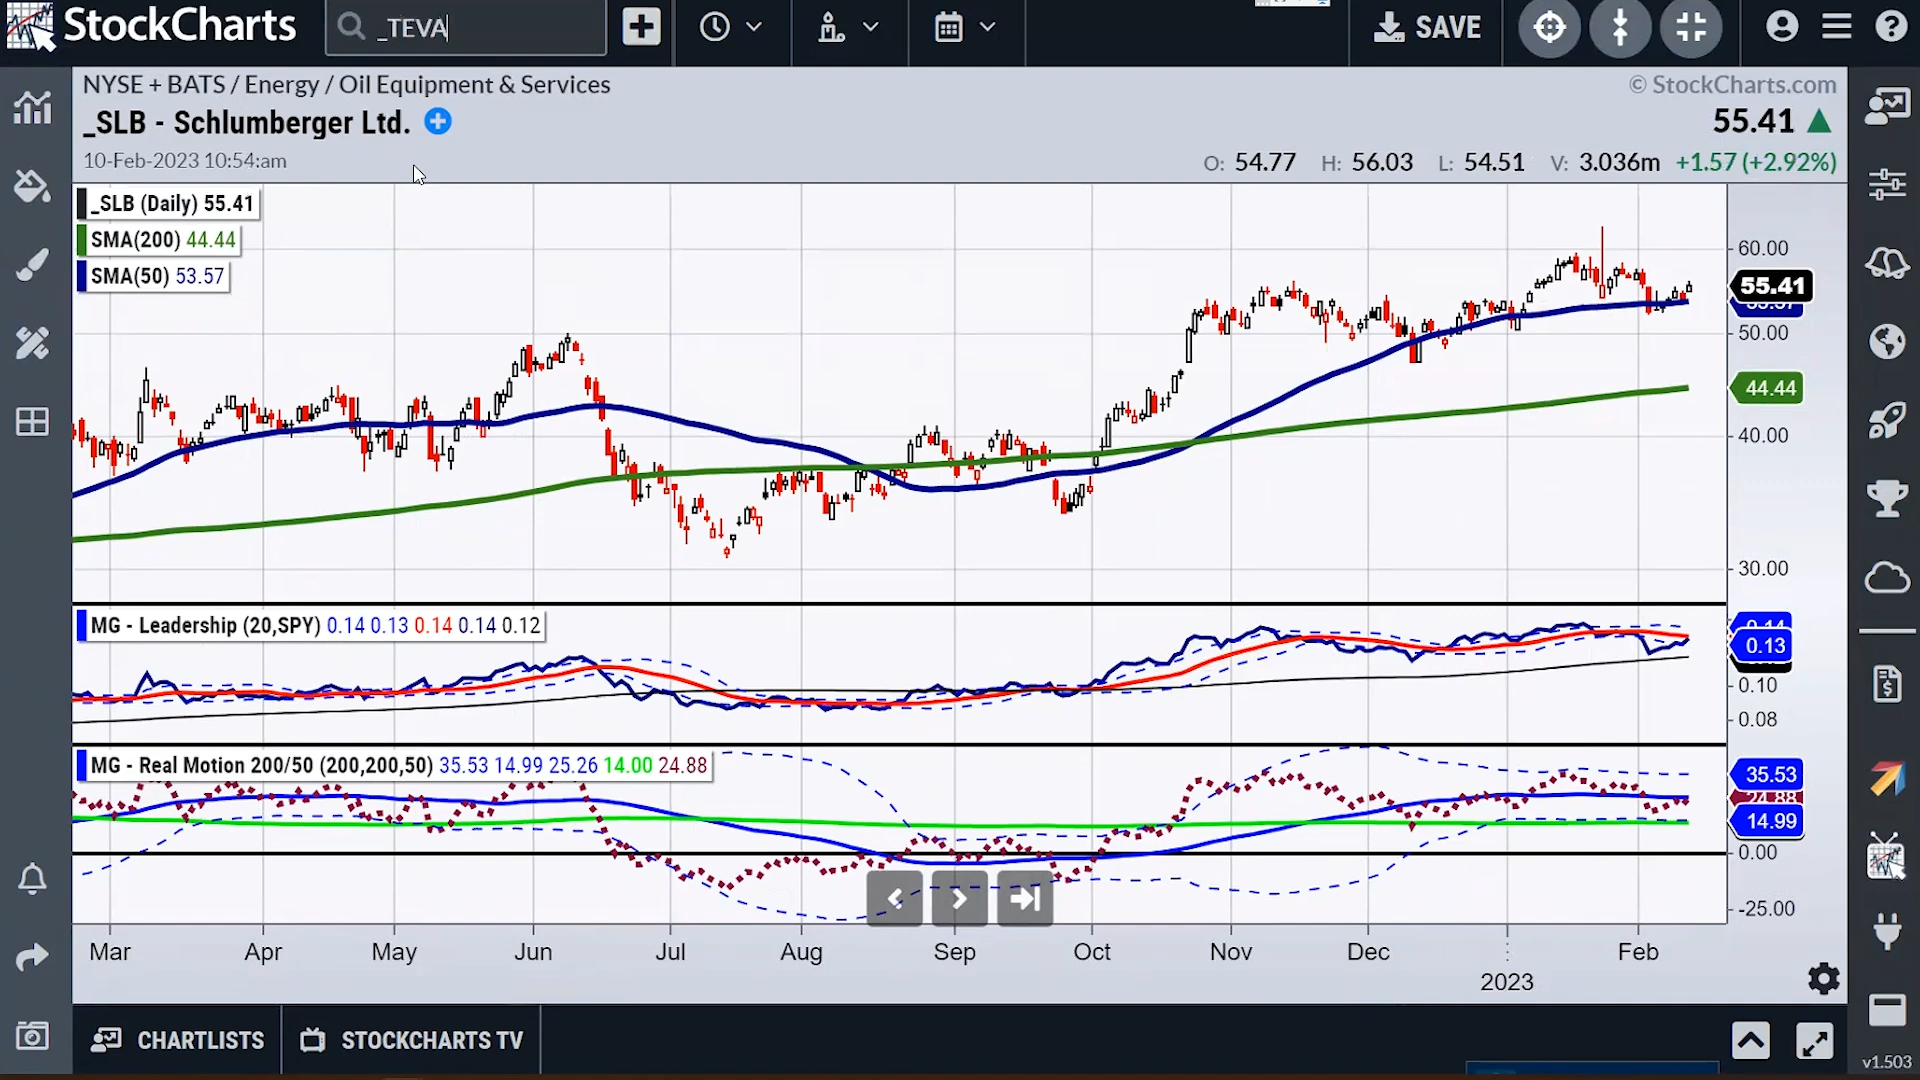 StockCharts
_TEVA
SAVE
NYSE + BATS / Energy / Oil Equipment & Services
© StockCharts.com
_SLB - Schlumberger Ltd.
55.41
10-Feb-2023 10:54:am
O: 54.77 H: 56.03 L: 54.51 V: 3.036m +1.57 (+2.92%)
_SLB (Daily) 55.41
SMA(200) 44.44
SMA(50) 53.57
60.00
55.41
53.57
50.00
44.44
40.00
30.00
MG - Leadership (20,SPY) 0.14 0.13 0.14 0.14 0.12
0.14
0.13
0.10
0.08
MG - Real Motion 200/50 (200,200,50) 35.53 14.99 25.26 14.00 24.88
35.53
24.88
14.99
0.00
-25.00
Mar Apr May Jun Jul Aug Sep Oct Nov Dec Feb
2023
CHARTLISTS
STOCKCHARTS TV
v1.503